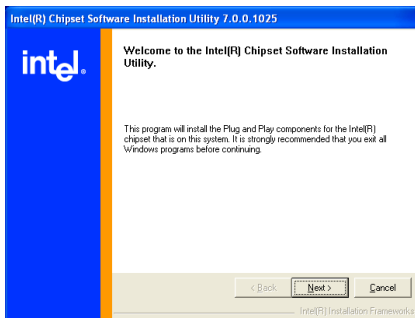 Intel(R) Chipset Software Installation Utility 7.0.0.1025
intel.
Welcome to the Intel(R) Chipset Software Installation
Utility.
This program will install the Plug and Play components for the Intel(R)
chipset that is on this system. It is strongly recommended that you exit all
Windows programs before continuing.
< Back
Next >
Cancel
Intel(R) Installation Frameworks